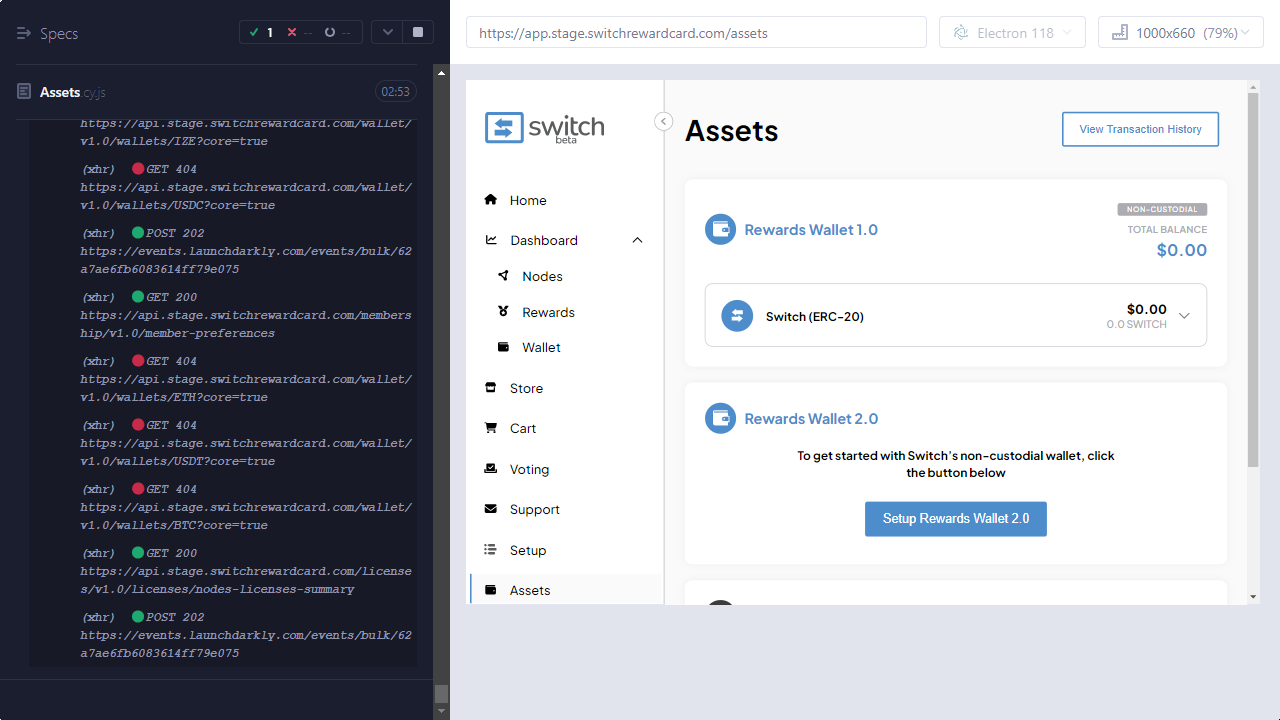 Specs
1
--
--
Assets cy.js
02:53
https://api.stage.switchrewardcard.com/wallet/
v1.0/wallets/IZE?core=true
(xhr) GET 404
https://api.stage.switchrewardcard.com/wallet/
v1.0/wallets/USDC?core=true
(xhr) POST 202
https://events.launchdarkly.com/events/bulk/62
a7ae6fb6083614ff79e075
(xhr) GET 200
https://api.stage.switchrewardcard.com/members
hip/v1.0/member-preferences
(xhr) GET 404
https://api.stage.switchrewardcard.com/wallet/
v1.0/wallets/ETH?core=true
(xhr) GET 404
https://api.stage.switchrewardcard.com/wallet/
v1.0/wallets/USDT?core=true
(xhr) GET 404
https://api.stage.switchrewardcard.com/wallet/
v1.0/wallets/BTC?core=true
(xhr) GET 200
https://api.stage.switchrewardcard.com/license
s/v1.0/licenses/nodes-licenses-summary
(xhr) POST 202
https://events.launchdarkly.com/events/bulk/62
a7ae6fb6083614ff79e075
https://app.stage.switchrewardcard.com/assets
Electron 118
1000x660 (79%)
switch
beta
Home
Dashboard
Nodes
Rewards
Wallet
Store
Cart
Voting
Support
Setup
Assets
Assets
View Transaction History
Rewards Wallet 1.0
NON-CUSTODIAL
TOTAL BALANCE
$0.00
Switch (ERC-20)
$0.00
0.0 SWITCH
Rewards Wallet 2.0
To get started with Switch's non-custodial wallet, click
the button below
Setup Rewards Wallet 2.0